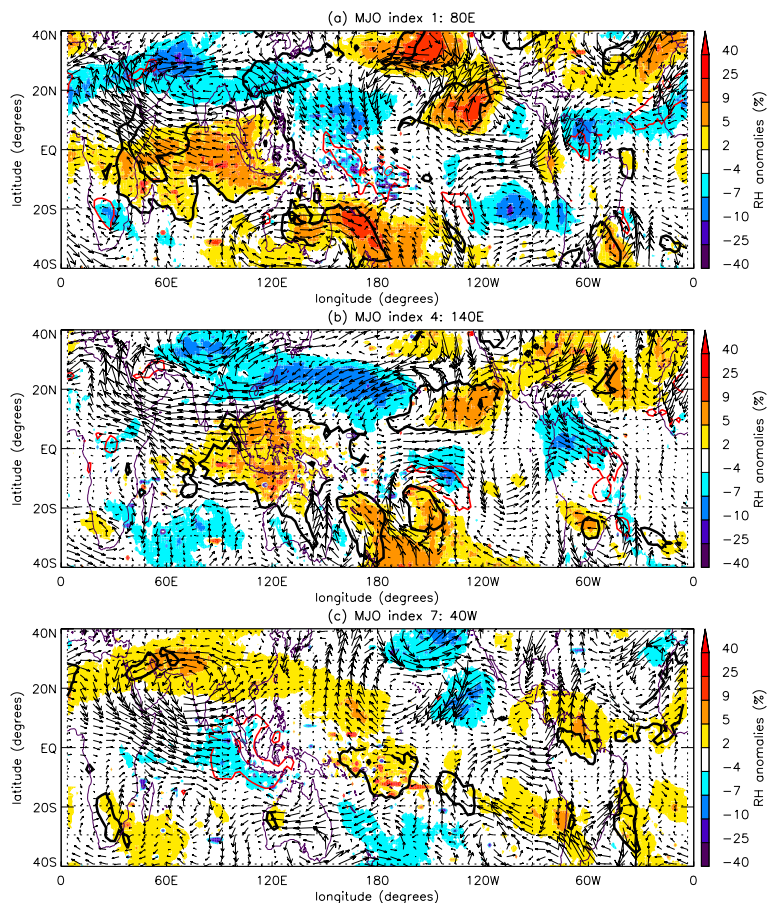 (a) MJO index 1: 80E
40N
20N
EQ
20S
40S
latitude (degrees)
0 60E 120E 180 120W 60W 0
longitude (degrees)
40
25
9
5
2
−4
−7
−10
−25
−40
RH anomalies (%)
(b) MJO index 4: 140E
40N
20N
EQ
20S
40S
latitude (degrees)
0 60E 120E 180 120W 60W 0
longitude (degrees)
40
25
9
5
2
−4
−7
−10
−25
−40
RH anomalies (%)
(c) MJO index 7: 40W
40N
20N
EQ
20S
40S
latitude (degrees)
0 60E 120E 180 120W 60W 0
longitude (degrees)
40
25
9
5
2
−4
−7
−10
−25
−40
RH anomalies (%)